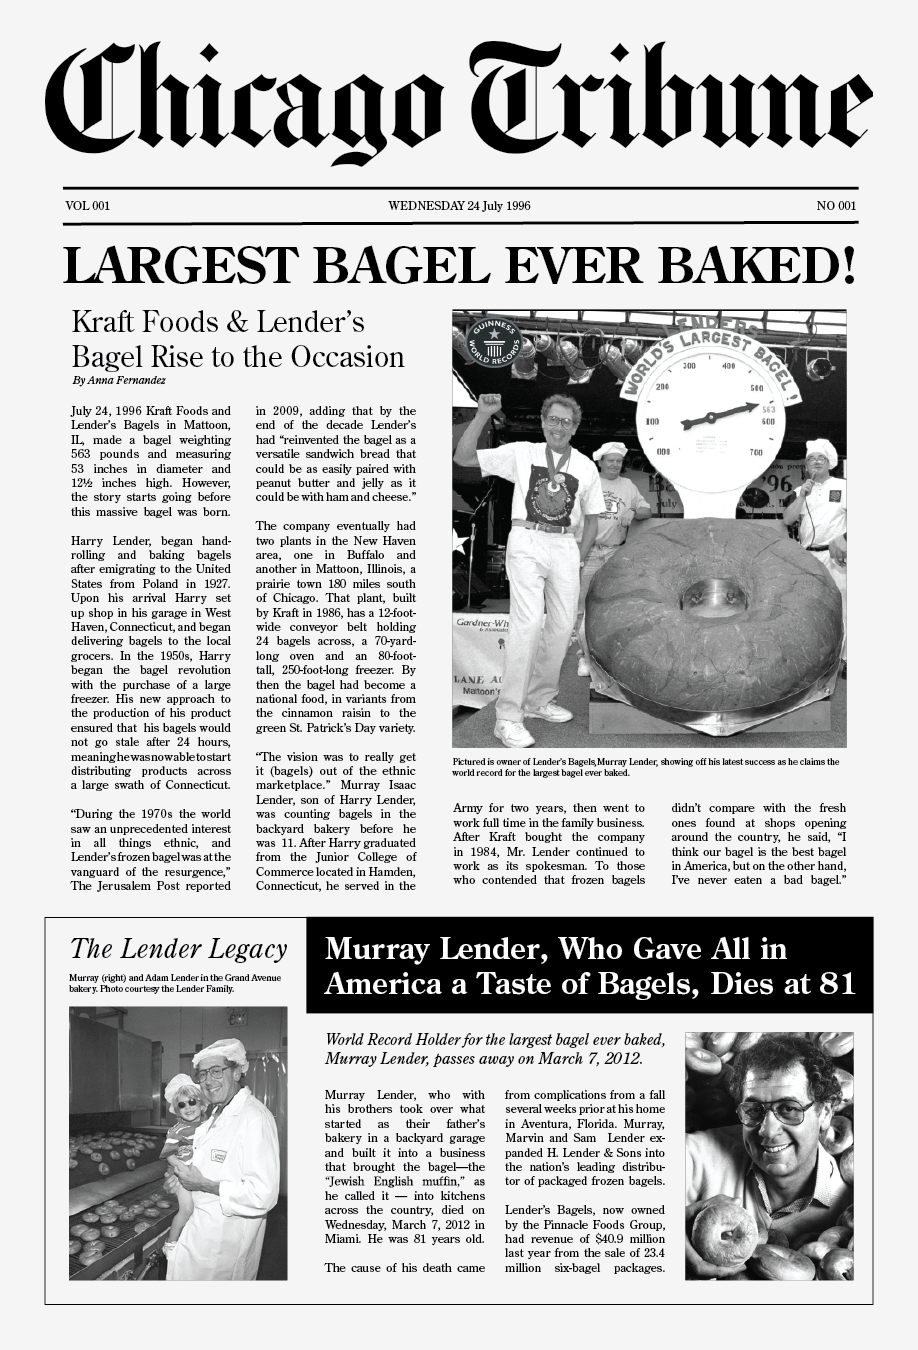 Chicago Tribune
VOL 001
WEDNESDAY 24 July 1996
NO 001
LARGEST BAGEL EVER BAKED!
Kraft Foods & Lender's
Bagel Rise to the Occasion
By Anna Fernandez
July 24, 1996 Kraft Foods and
Lender's Bagels in Mattoon,
IL, made a bagel weighting
563 pounds and measuring
53 inches in diameter and
12½ inches high. However,
the story starts going before
this massive bagel was born.
Harry Lender, began hand-
rolling and baking bagels
after emigrating to the United
States from Poland in 1927.
Upon his arrival Harry set
up shop in his garage in West
Haven, Connecticut, and began
delivering bagels to the local
grocers. In the 1950s, Harry
began the bagel revolution
with the purchase of a large
freezer. His new approach to
the production of his product
ensured that his bagels would
not go stale after 24 hours,
meaning he was now able to start
distributing products across
a large swath of Connecticut.
“During the 1970s the world
saw an unprecedented interest
in all things ethnic, and
Lender's frozen bagel was at the
vanguard of the resurgence,”
The Jerusalem Post reported
in 2009, adding that by the
end of the decade Lender's
had “reinvented the bagel as a
versatile sandwich bread that
could be as easily paired with
peanut butter and jelly as it
could be with ham and cheese.”
The company eventually had
two plants in the New Haven
area, one in Buffalo and
another in Mattoon, Illinois, a
prairie town 180 miles south
of Chicago. That plant, built
by Kraft in 1986, has a 12-foot-
wide conveyor belt holding
24 bagels across, a 70-yard-
long oven and an 80-foot-
tall, 250-foot-long freezer. By
then the bagel had become a
national food, in variants from
the cinnamon raisin to the
green St. Patrick's Day variety.
“The vision was to really get
it (bagels) out of the ethnic
marketplace.” Murray Isaac
Lender, son of Harry Lender,
was counting bagels in the
backyard bakery before he
was 11. After Harry graduated
from the Junior College of
Commerce located in Hamden,
Connecticut, he served in the
GUINNESS
WORLD RECORDS
LENDERS
WORLD'S LARGEST BAGEL!
000
100
200
300
400
500
563
600
700
'96
Gardner-Wh
LANE AC
Mattoon's
Pictured is owner of Lender's Bagels,Murray Lender, showing off his latest success as he claims the
world record for the largest bagel ever baked.
Army for two years, then went to
work full time in the family business.
After Kraft bought the company
in 1984, Mr. Lender continued to
work as its spokesman. To those
who contended that frozen bagels
didn't compare with the fresh
ones found at shops opening
around the country, he said, “I
think our bagel is the best bagel
in America, but on the other hand,
I've never eaten a bad bagel.”
The Lender Legacy
Murray (right) and Adam Lender in the Grand Avenue
bakery. Photo courtesy the Lender Family.
Murray Lender, Who Gave All in
America a Taste of Bagels, Dies at 81
World Record Holder for the largest bagel ever baked,
Murray Lender, passes away on March 7, 2012.
Murray Lender, who with
his brothers took over what
started as their father's
bakery in a backyard garage
and built it into a business
that brought the bagel—the
“Jewish English muffin,” as
he called it — into kitchens
across the country, died on
Wednesday, March 7, 2012 in
Miami. He was 81 years old.
The cause of his death came
from complications from a fall
several weeks prior at his home
in Aventura, Florida. Murray,
Marvin and Sam Lender ex-
panded H. Lender & Sons into
the nation's leading distribu-
tor of packaged frozen bagels.
Lender's Bagels, now owned
by the Pinnacle Foods Group,
had revenue of $40.9 million
last year from the sale of 23.4
million six-bagel packages.